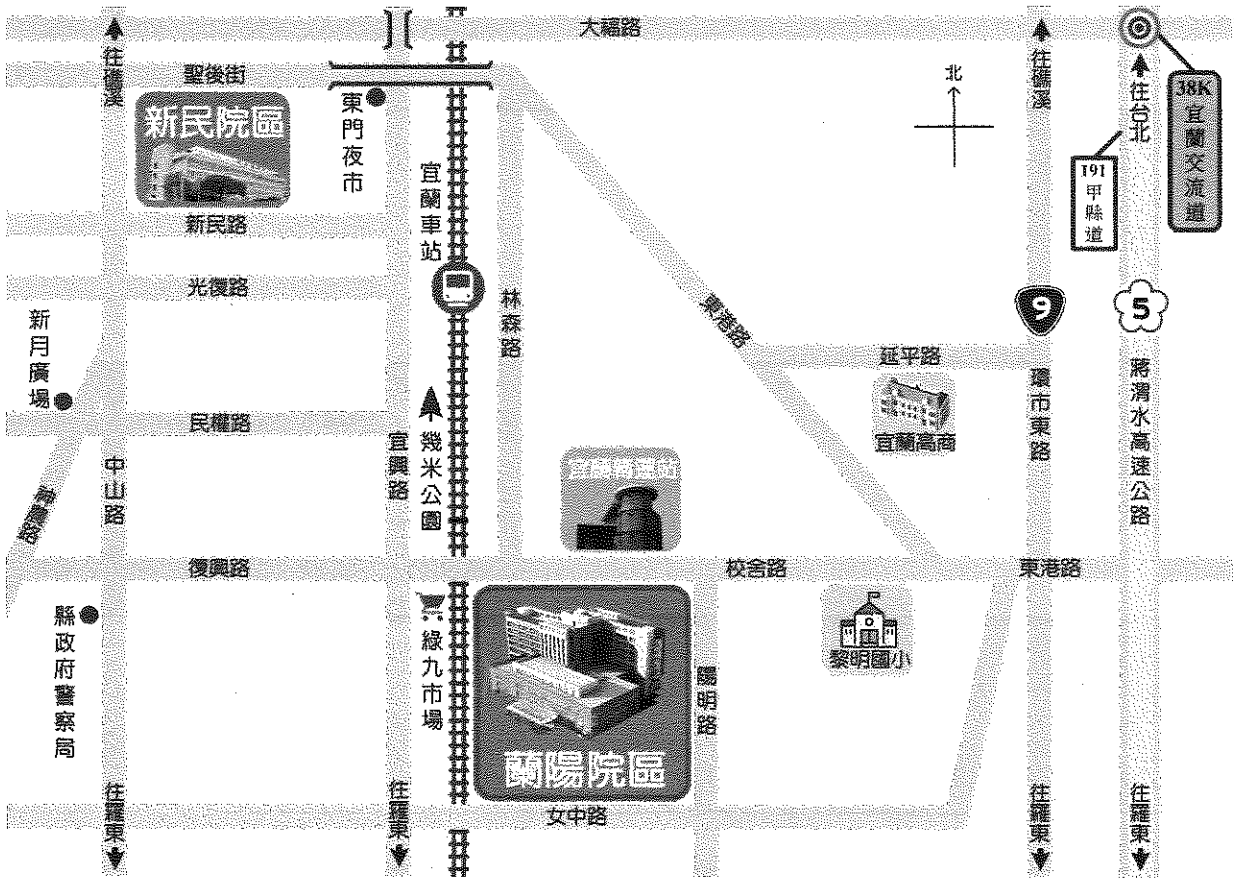 大福路
往礁溪
聖後街
新民院區
東門夜市
宜蘭車站
新民路
光復路
林森路
東港路
北
往礁溪
往台北
38K
宜蘭交流道
191
甲縣道
9
5
延平路
宜蘭高商
環市東路
蔣渭水高速公路
新月廣場
民權路
中山路
神農路
宜興路
幾米公園
復興路
校舍路
東港路
縣政府警察局
綠九市場
蘭陽院區
陽明路
黎明國小
女中路
往羅東
往羅東
往羅東
往羅東